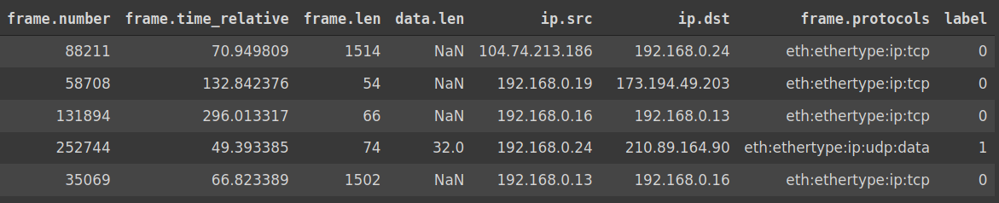 frame.number frame.time_relative frame.len data.len ip.src ip.dst frame.protocols label
88211 70.949809 1514 NaN 104.74.213.186 192.168.0.24 eth:ethertype:ip:tcp 0
58708 132.842376 54 NaN 192.168.0.19 173.194.49.203 eth:ethertype:ip:tcp 0
131894 296.013317 66 NaN 192.168.0.16 192.168.0.13 eth:ethertype:ip:tcp 0
252744 49.393385 74 32.0 192.168.0.24 210.89.164.90 eth:ethertype:ip:udp:data 1
35069 66.823389 1502 NaN 192.168.0.13 192.168.0.16 eth:ethertype:ip:tcp 0